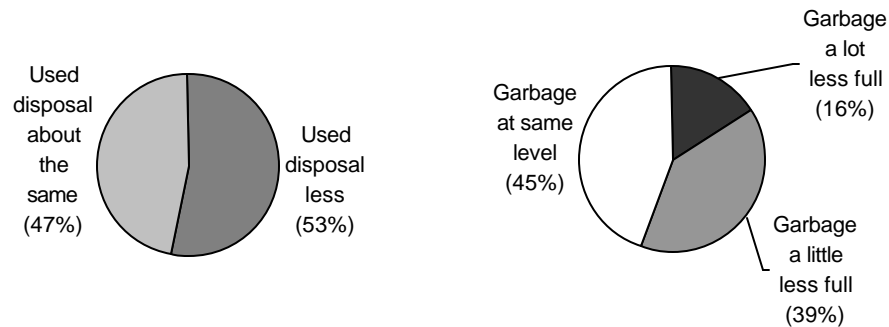 Used
disposal
about
the
same
(47%)
Used
disposal
less
(53%)
Garbage
at same
level
(45%)
Garbage
a lot
less full
(16%)
Garbage
a little
less full
(39%)